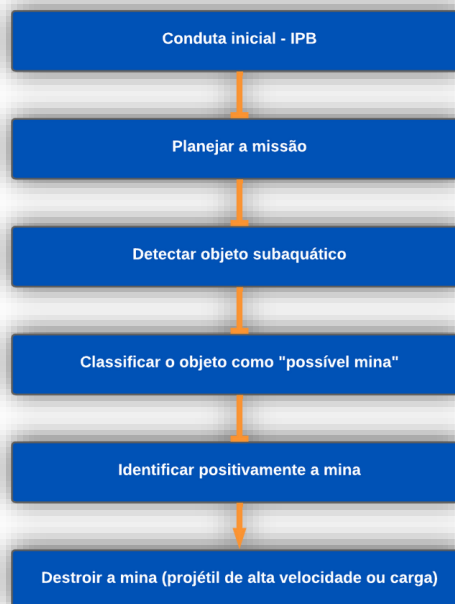 Conduta inicial - IPB
Planejar a missão
Detectar objeto subaquático
Classificar o objeto como "possível mina"
Identificar positivamente a mina
Destroir a mina (projétil de alta velocidade ou carga)